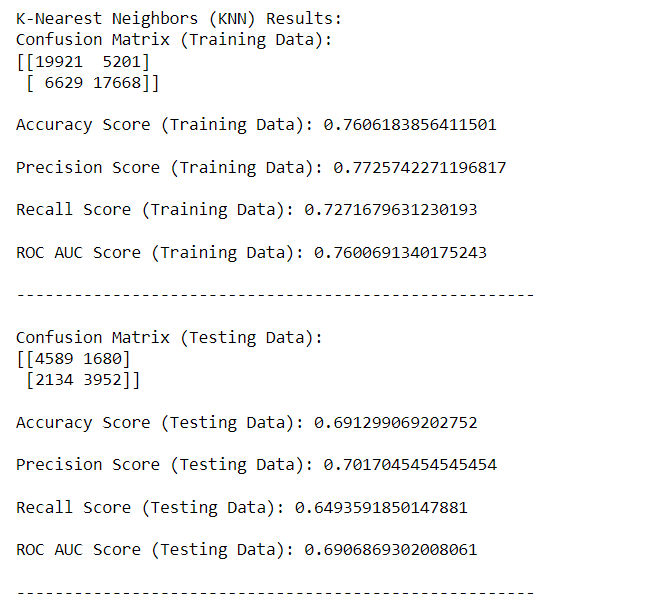 K-Nearest Neighbors (KNN) Results:
Confusion Matrix (Training Data):
[[19921  5201]
 [ 6629 17668]]
Accuracy Score (Training Data): 0.7606183856411501
Precision Score (Training Data): 0.7725742271196817
Recall Score (Training Data): 0.7271679631230193
ROC AUC Score (Training Data): 0.7600691340175243
------------------------------------------------------
Confusion Matrix (Testing Data):
[[4589 1680]
 [2134 3952]]
Accuracy Score (Testing Data): 0.691299069202752
Precision Score (Testing Data): 0.7017045454545454
Recall Score (Testing Data): 0.6493591850147881
ROC AUC Score (Testing Data): 0.6906869302008061
------------------------------------------------------